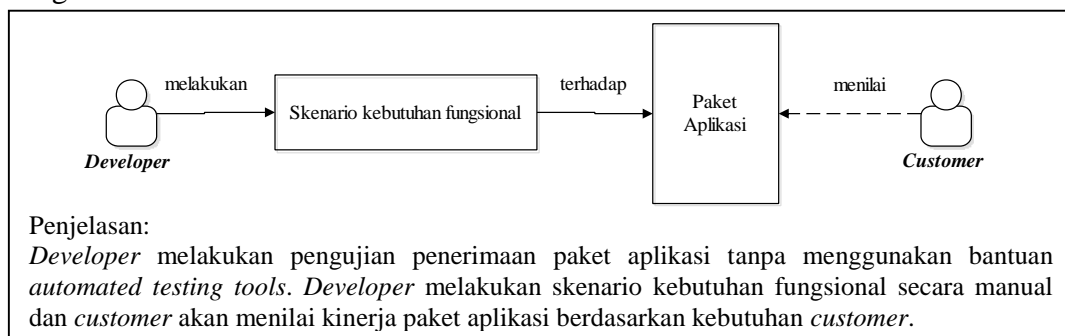 melakukan
terhadap
menilai
Skenario kebutuhan fungsional
Paket
Aplikasi
Developer
Customer
Penjelasan:
Developer melakukan pengujian penerimaan paket aplikasi tanpa menggunakan bantuan
automated testing tools. Developer melakukan skenario kebutuhan fungsional secara manual
dan customer akan menilai kinerja paket aplikasi berdasarkan kebutuhan customer.